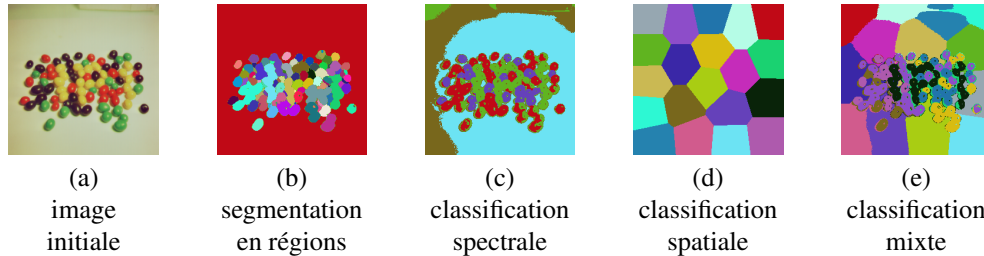 (a)
image
initiale
(b)
segmentation
en régions
(c)
classification
spectrale
(d)
classification
spatiale
(e)
classification
mixte